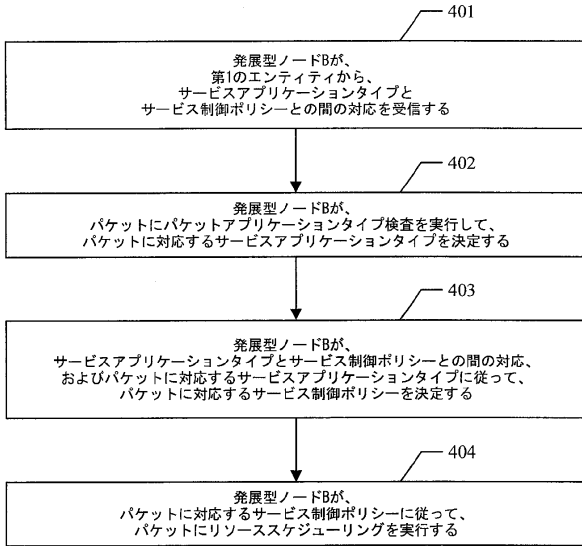 401
発展型ノードBが、
第1のエンティティから、
サービスアプリケーションタイプと
サービス制御ポリシーとの間の対応を受信する
402
発展型ノードBが、
パケットにパケットアプリケーションタイプ検査を実行して、
パケットに対応するサービスアプリケーションタイプを決定する
403
発展型ノードBが、
サービスアプリケーションタイプとサービス制御ポリシーとの間の対応、
およびパケットに対応するサービスアプリケーションタイプに従って、
パケットに対応するサービス制御ポリシーを決定する
404
発展型ノードBが、
パケットに対応するサービス制御ポリシーに従って、
パケットにリソーススケジューリングを実行する